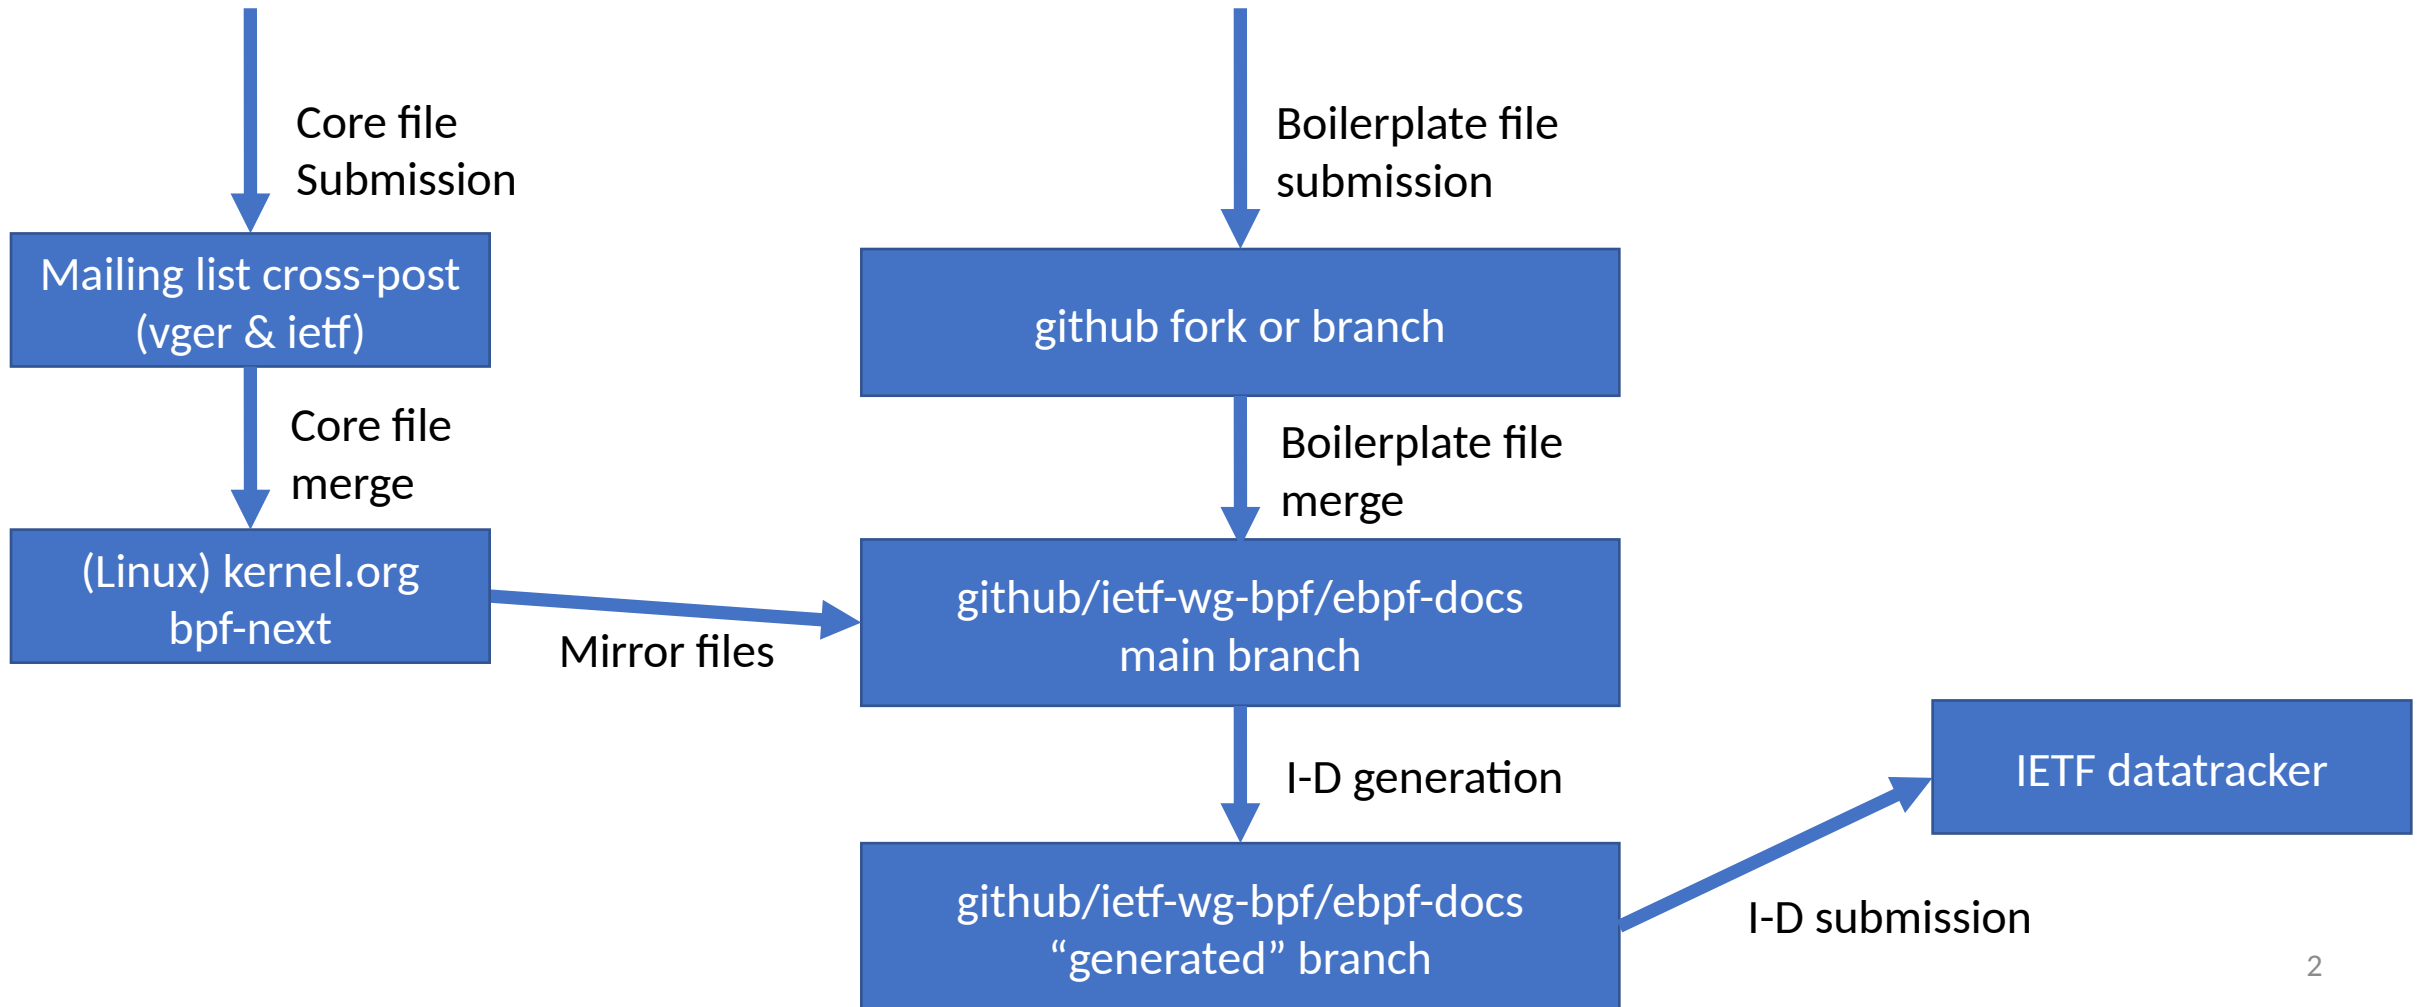 Core file
Submission
Boilerplate file
submission
Mailing list cross-post
(vger & ietf)
github fork or branch
Core file
merge
Boilerplate file
merge
(Linux) kernel.org
bpf-next
Mirror files
github/ietf-wg-bpf/ebpf-docs
main branch
I-D generation
IETF datatracker
github/ietf-wg-bpf/ebpf-docs
“generated” branch
I-D submission
2